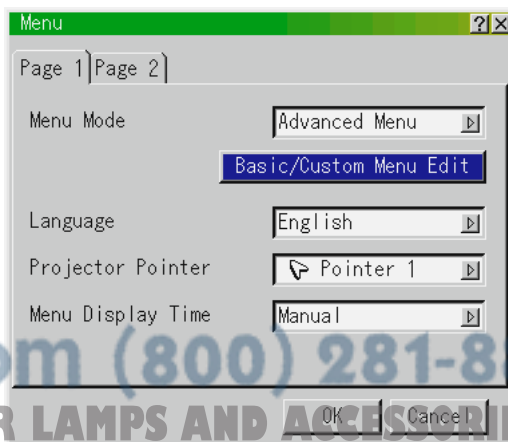 Menu ? ×
Page 1 Page 2
Menu Mode Advanced Menu
Basic/Custom Menu Edit
Language English
Projector Pointer Pointer 1
Menu Display Time Manual
om (800) 281-8
OK Cancel
R LAMPS AND ACCESSORI